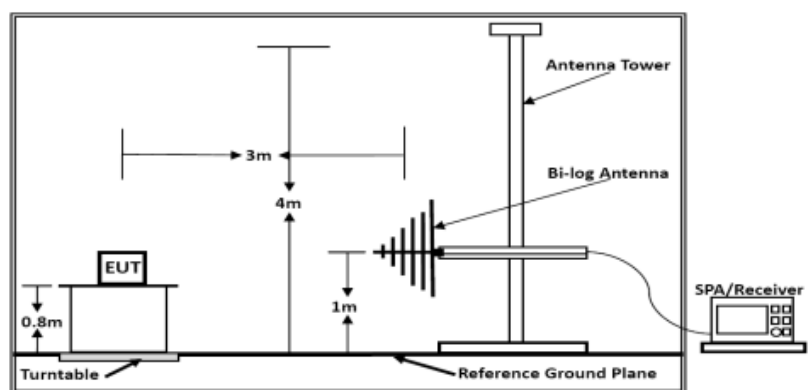 Antenna Tower
3m
Bi-log Antenna
4m
EUT
0.8m
1m
SPA/Receiver
Turntable
Reference Ground Plane